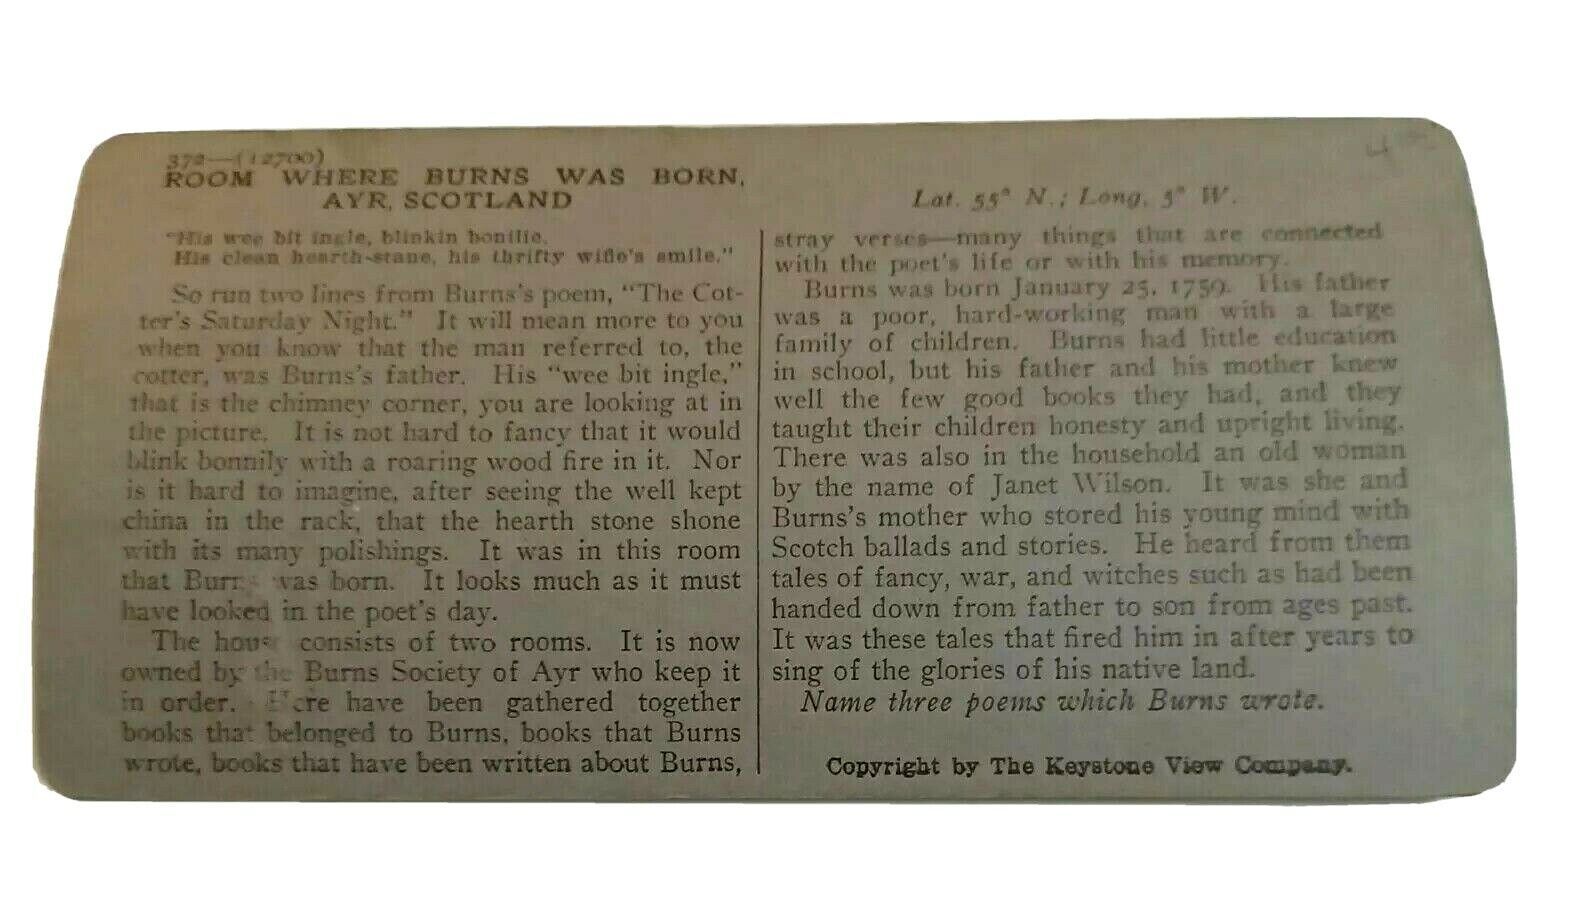 372—(12700)
ROOM WHERE BURNS WAS BORN,
AYR, SCOTLAND
"His wee bit ingle, blinkin bonilie,
His clean hearth-stane, his thrifty wifie's smile."
So run two lines from Burns's poem, "The Cot-
ter's Saturday Night." It will mean more to you
when you know that the man referred to, the
cotter, was Burns's father. His "wee bit ingle,"
that is the chimney corner, you are looking at in
the picture. It is not hard to fancy that it would
blink bonnily with a roaring wood fire in it. Nor
is it hard to imagine, after seeing the well kept
china in the rack, that the hearth stone shone
with its many polishings. It was in this room
that Burns was born. It looks much as it must
have looked in the poet's day.
The house consists of two rooms. It is now
owned by the Burns Society of Ayr who keep it
in order. Here have been gathered together
books that belonged to Burns, books that Burns
wrote, books that have been written about Burns,
Lat. 55° N.; Long. 5° W.
stray verses—many things that are connected
with the poet's life or with his memory.
Burns was born January 25, 1759. His father
was a poor, hard-working man with a large
family of children. Burns had little education
in school, but his father and his mother knew
well the few good books they had, and they
taught their children honesty and upright living.
There was also in the household an old woman
by the name of Janet Wilson. It was she and
Burns's mother who stored his young mind with
Scotch ballads and stories. He heard from them
tales of fancy, war, and witches such as had been
handed down from father to son from ages past.
It was these tales that fired him in after years to
sing of the glories of his native land.
Name three poems which Burns wrote.
Copyright by The Keystone View Company.